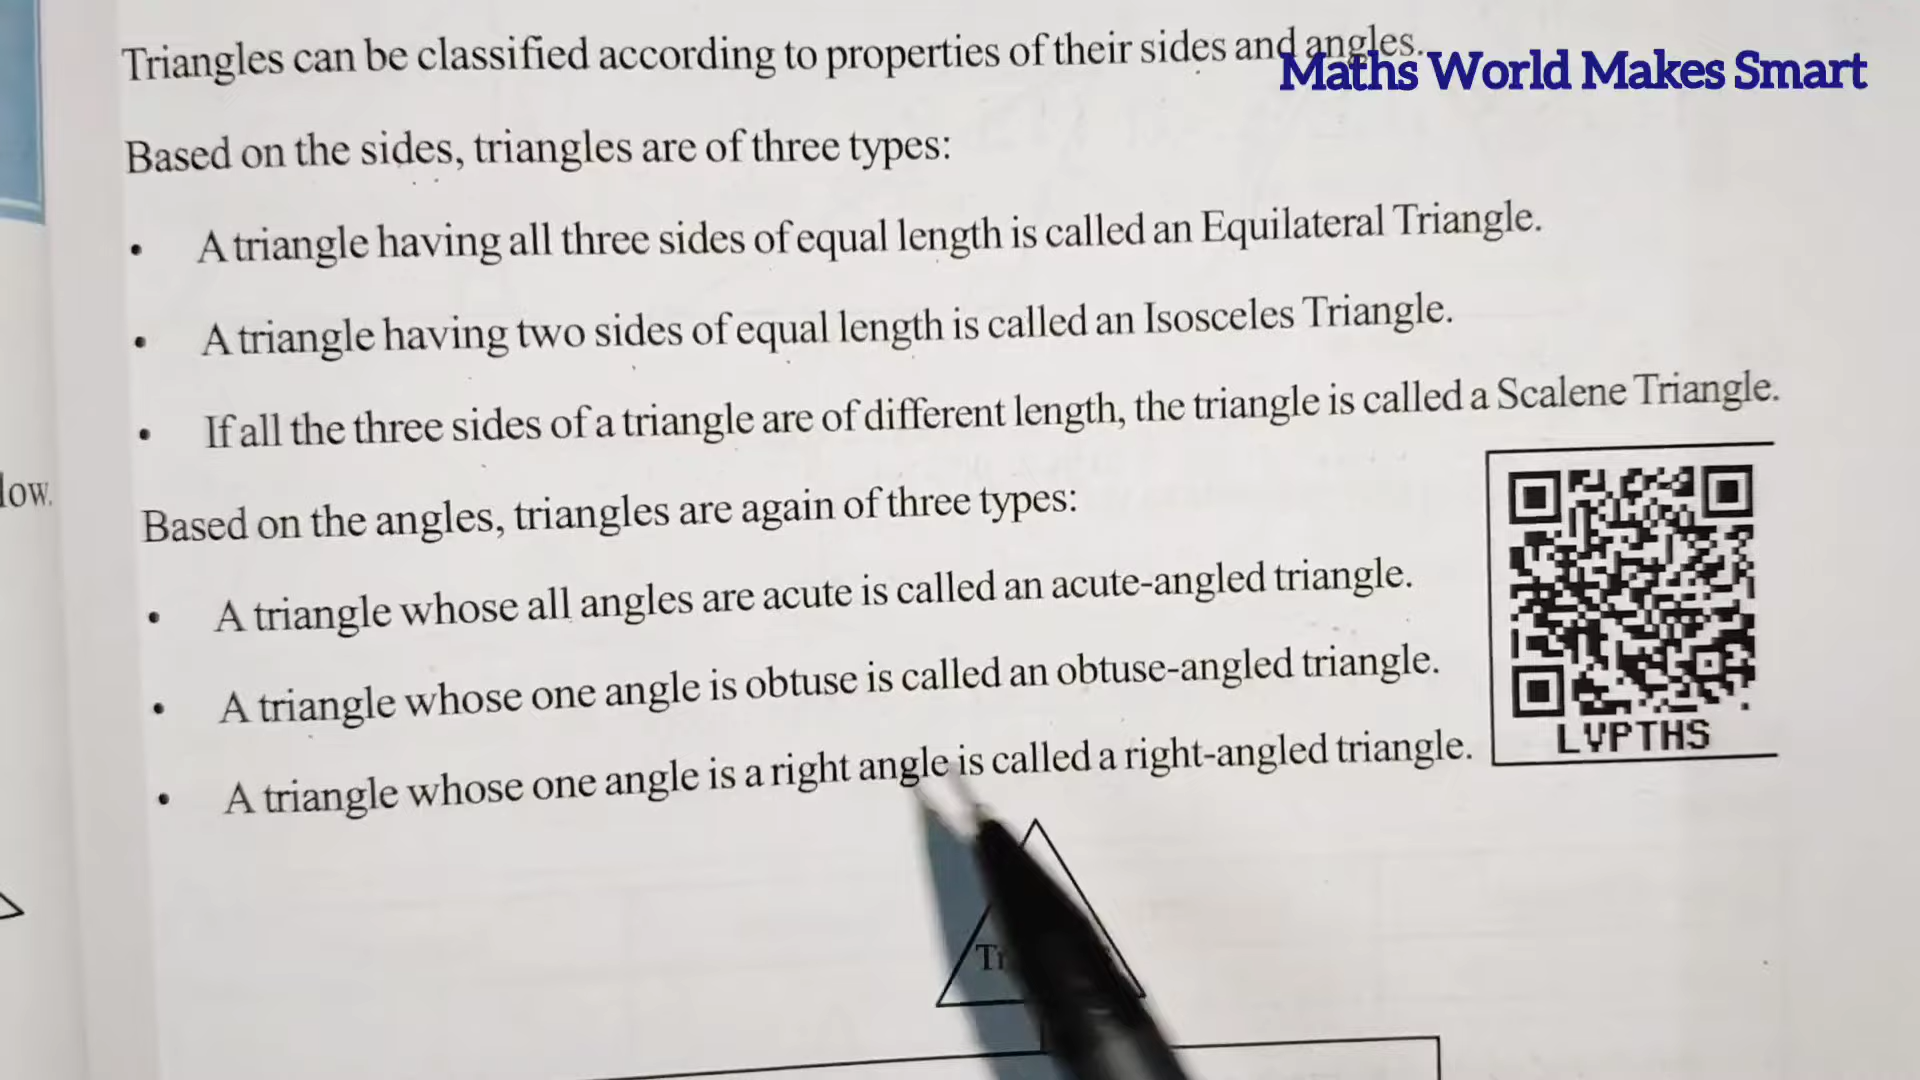 Triangles can be classified according to properties of their sides and angles.
Maths World Makes Smart
Based on the sides, triangles are of three types:
• A triangle having all three sides of equal length is called an Equilateral Triangle.
• A triangle having two sides of equal length is called an Isosceles Triangle.
• If all the three sides of a triangle are of different length, the triangle is called a Scalene Triangle.
low.
Based on the angles, triangles are again of three types:
• A triangle whose all angles are acute is called an acute-angled triangle.
• A triangle whose one angle is obtuse is called an obtuse-angled triangle.
LVPTHS
• A triangle whose one angle is a right angle is called a right-angled triangle.